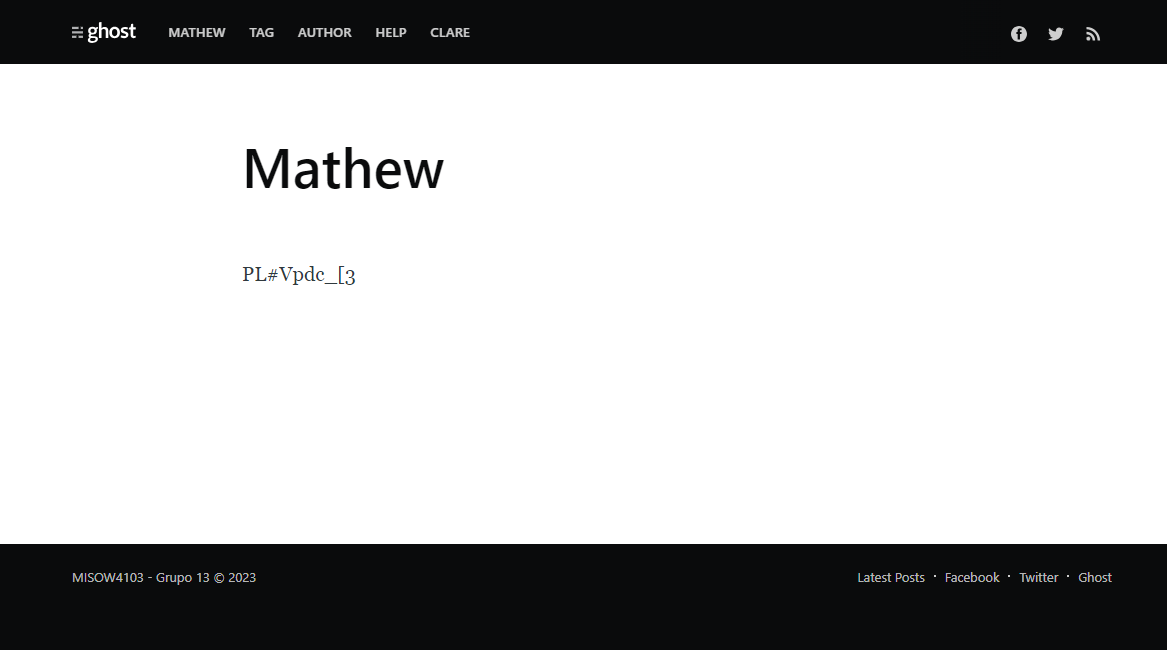 ghost MATHEW TAG AUTHOR HELP CLARE
Mathew
PL#Vpdc_[3
MISOW4103 - Grupo 13 © 2023 Latest Posts · Facebook · Twitter · Ghost